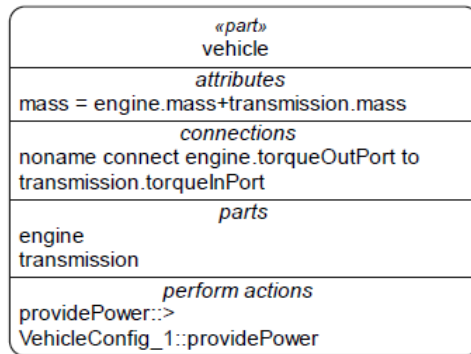 «part»
vehicle
attributes
mass = engine.mass+transmission.mass
connections
noname connect engine.torqueOutPort to
transmission.torqueInPort
parts
engine
transmission
perform actions
providePower::>
VehicleConfig_1::providePower